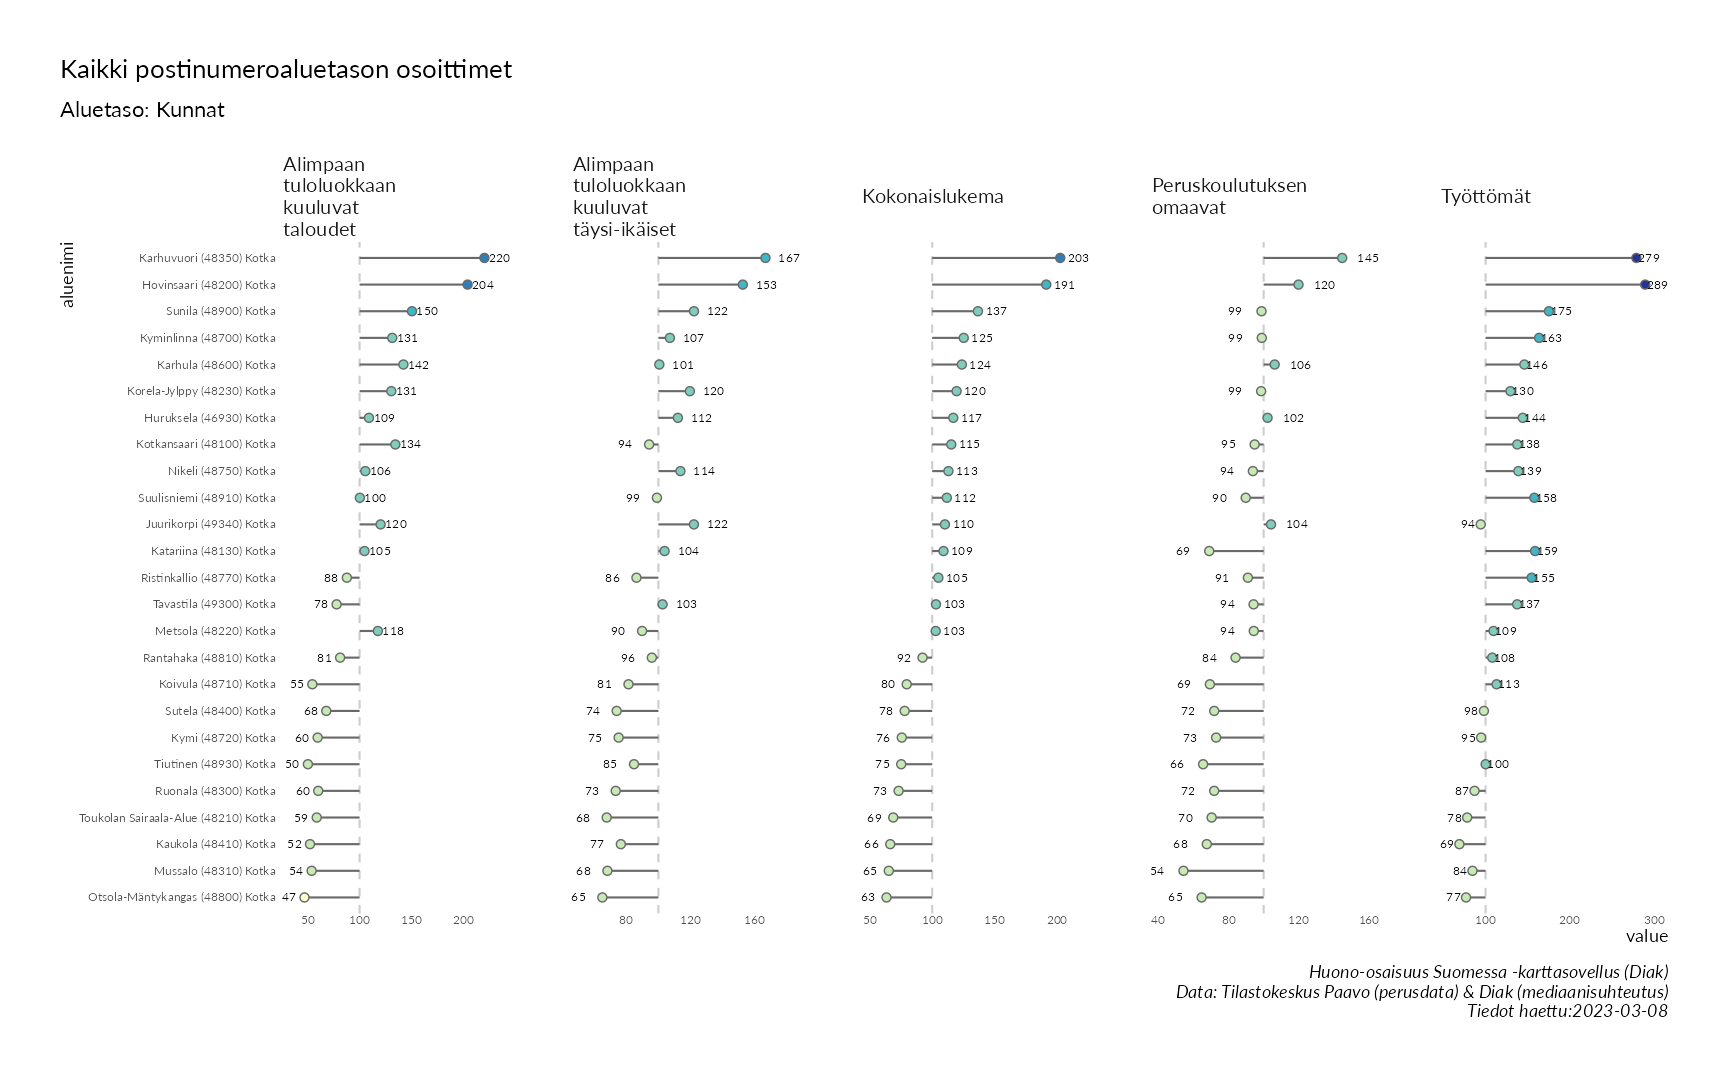 Kaikki postinumeroaluetason osoittimet
Aluetaso: Kunnat
Alimpaan
tuloluokkaan
kuuluvat
taloudet
Alimpaan
tuloluokkaan
kuuluvat
täysi-ikäiset
Kokonaislukema
Peruskoulutuksen
omaavat
Työttömät
aluenimi
Karhuvuori (48350) Kotka 220 167 203 145 279
Hovinsaari (48200) Kotka 204 153 191 120 289
Sunila (48900) Kotka 150 122 137 99 175
Kyminlinna (48700) Kotka 131 107 125 99 163
Karhula (48600) Kotka 142 101 124 106 146
Korela-Jylppy (48230) Kotka 131 120 120 99 130
Huruksela (46930) Kotka 109 112 117 102 144
Kotkansaari (48100) Kotka 134 94 115 95 138
Nikeli (48750) Kotka 106 114 113 94 139
Suulisniemi (48910) Kotka 100 99 112 90 158
Juurikorpi (49340) Kotka 120 122 110 104 94
Katariina (48130) Kotka 105 104 109 69 159
Ristinkallio (48770) Kotka 88 86 105 91 155
Tavastila (49300) Kotka 78 103 103 94 137
Metsola (48220) Kotka 118 90 103 94 109
Rantahaka (48810) Kotka 81 96 92 84 108
Koivula (48710) Kotka 55 81 80 69 113
Sutela (48400) Kotka 68 74 78 72 98
Kymi (48720) Kotka 60 75 76 73 95
Tiutinen (48930) Kotka 50 85 75 66 100
Ruonala (48300) Kotka 60 73 73 72 87
Toukolan Sairaala-Alue (48210) Kotka 59 68 69 70 78
Kaukola (48410) Kotka 52 77 66 68 69
Mussalo (48310) Kotka 54 68 65 54 84
Otsola-Mäntykangas (48800) Kotka 47 65 63 65 77
50 100 150 200 80 120 160 50 100 150 200 40 80 120 160 100 200 300
value
Huono-osaisuus Suomessa -karttasovellus (Diak)
Data: Tilastokeskus Paavo (perusdata) & Diak (mediaanisuhteutus)
Tiedot haettu:2023-03-08